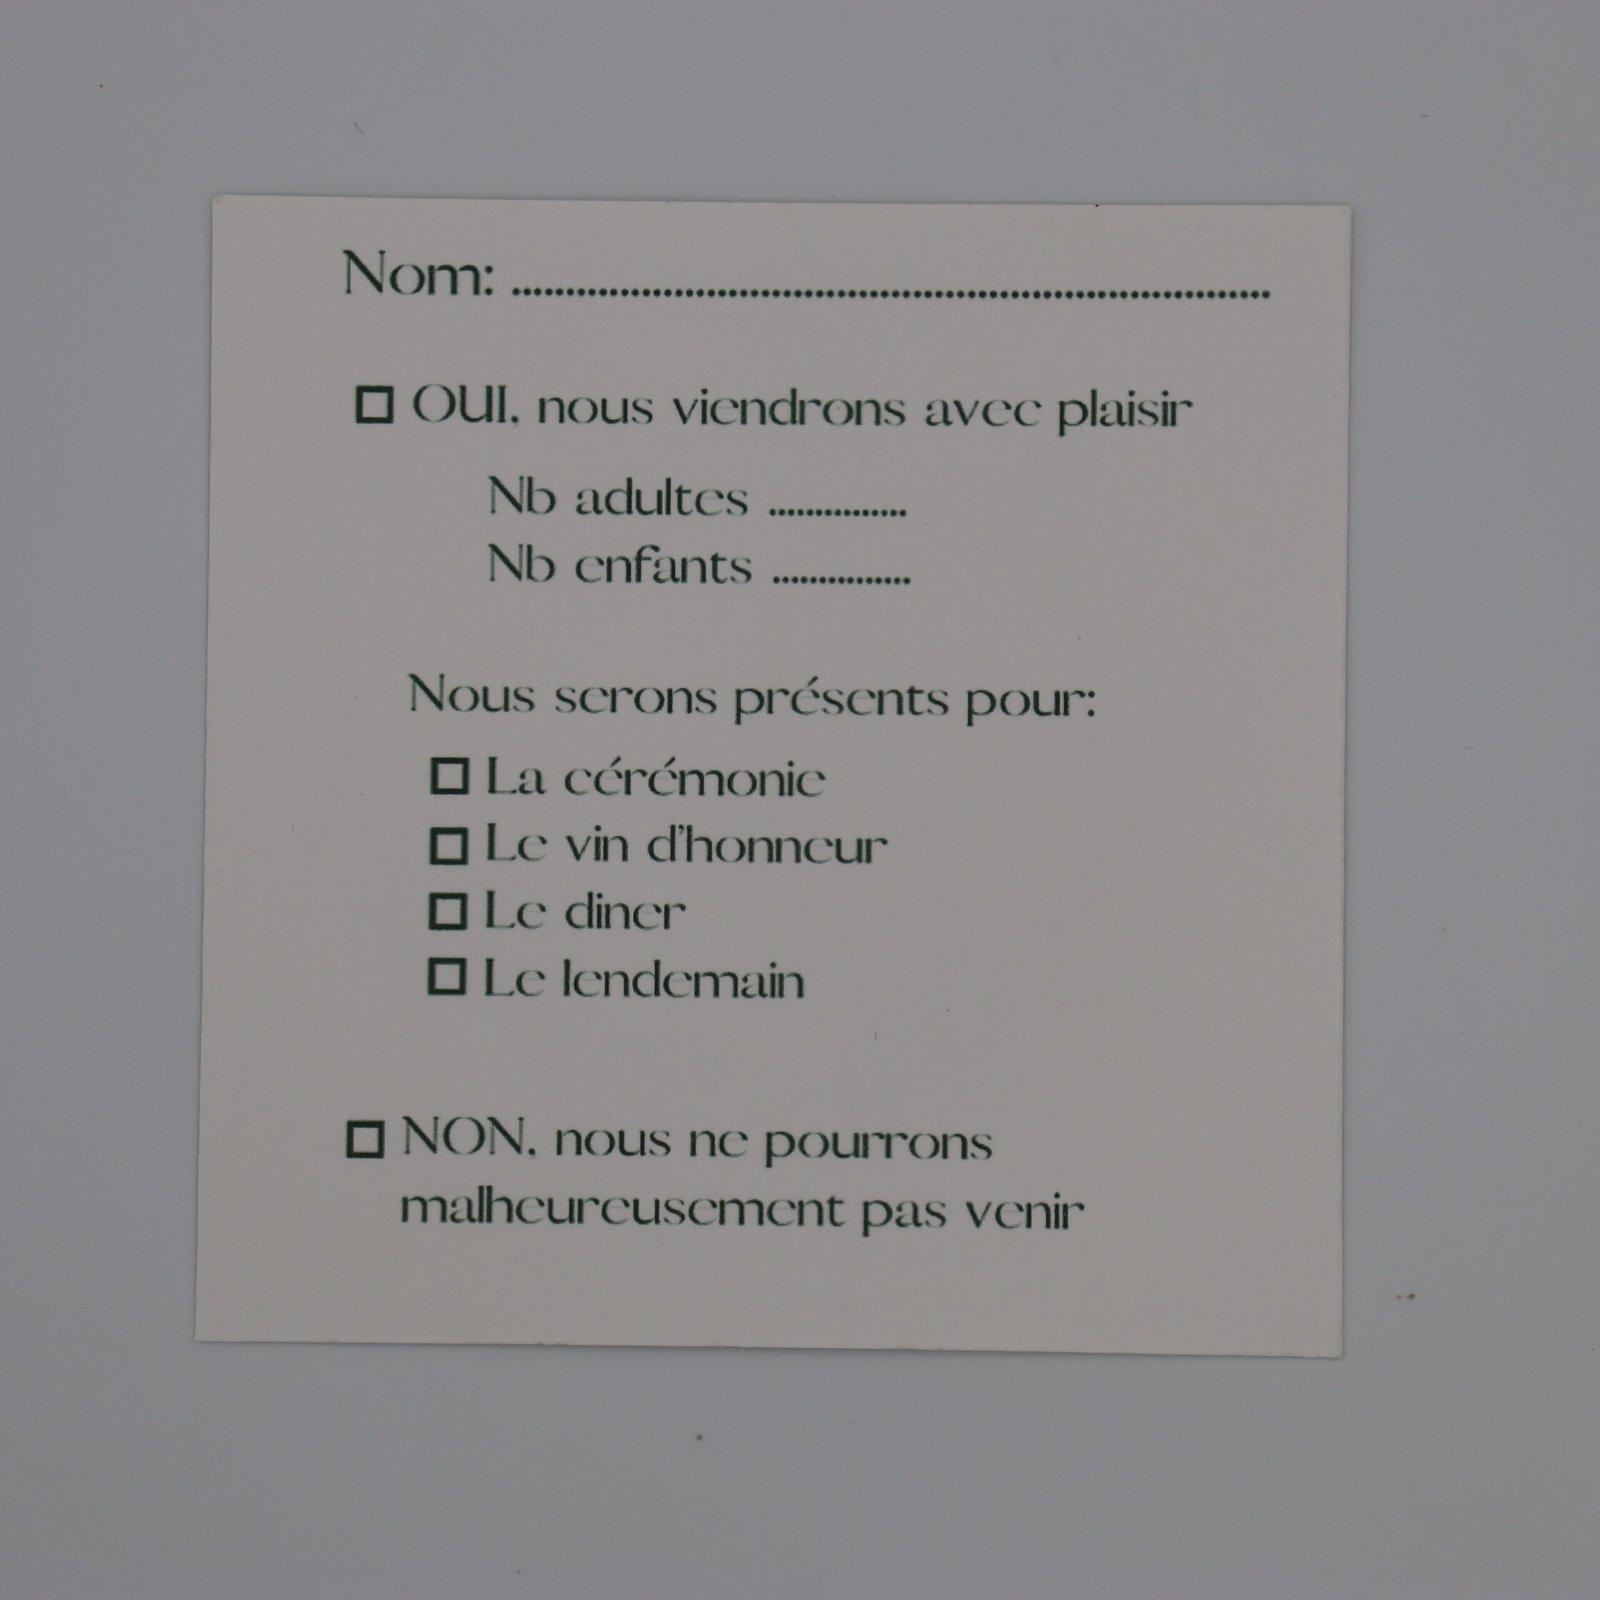 Nom: ......................................................................
☐ OUI, nous viendrons avec plaisir
Nb adultes ...............
Nb enfants ...............
Nous serons présents pour:
☐ La cérémonie
☐ Le vin d'honneur
☐ Le diner
☐ Le lendemain
☐ NON, nous ne pourrons
malheureusement pas venir